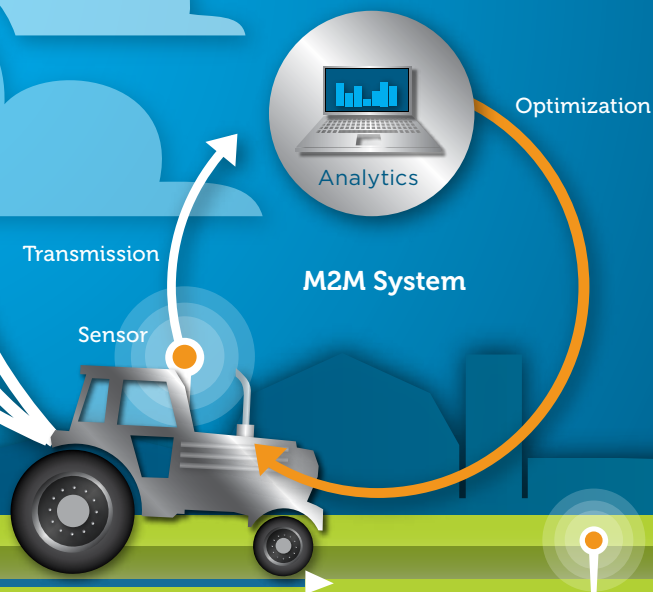 Optimization
Analytics
Transmission
M2M System
Sensor